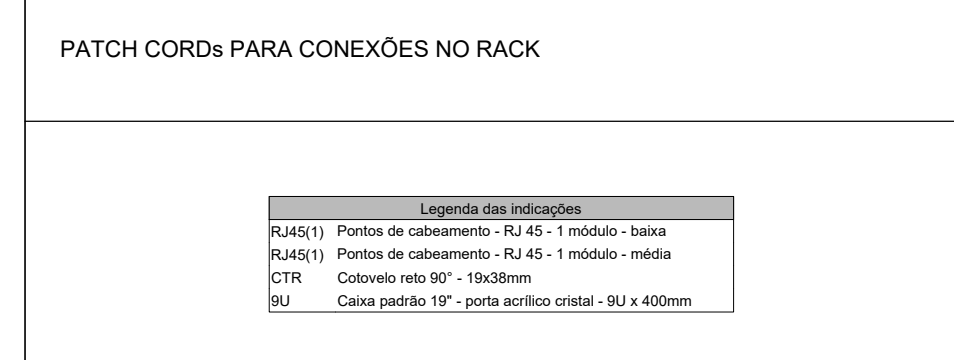 PATCH CORDs PARA CONEXÕES NO RACK
Legenda das indicações
RJ45(1) Pontos de cabeamento - RJ 45 - 1 módulo - baixa
RJ45(1) Pontos de cabeamento - RJ 45 - 1 módulo - média
CTR Cotovelo reto 90° - 19x38mm
9U Caixa padrão 19" - porta acrílico cristal - 9U x 400mm